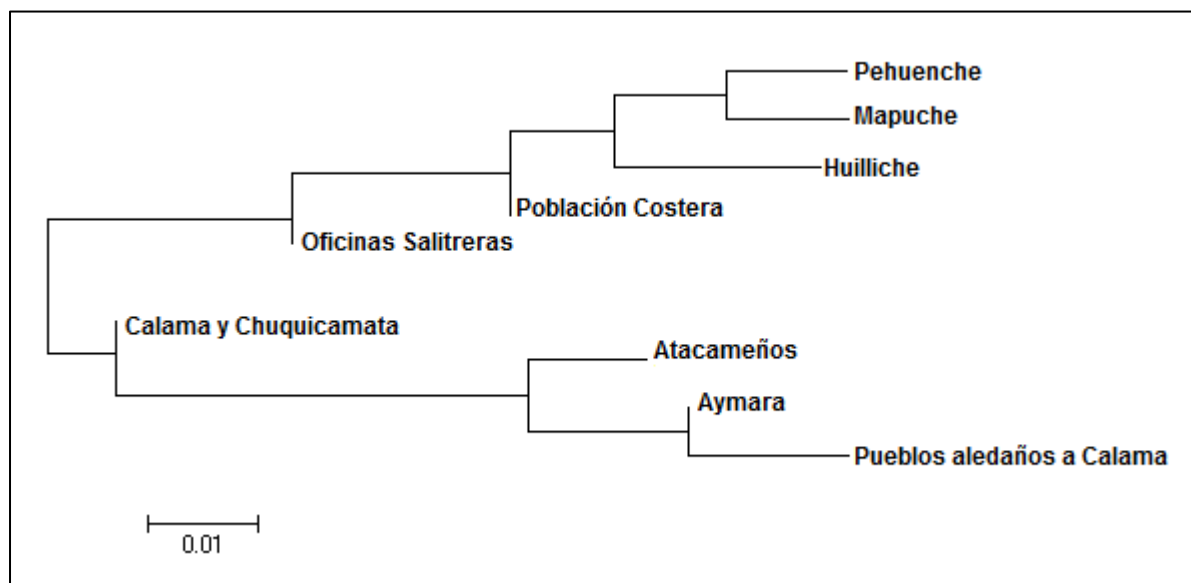 Pehuenche
Mapuche
Huilliche
Población Costera
Oficinas Salitreras
Calama y Chuquicamata
Atacameños
Aymara
Pueblos aledaños a Calama
0.01